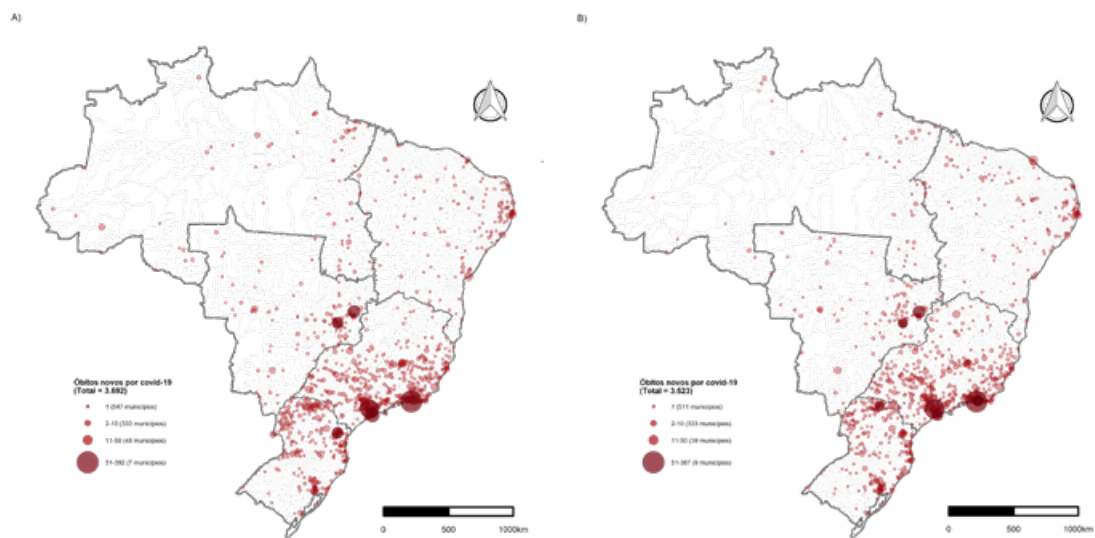 A)
Óbitos novos por covid-19
(Total = 3.692)
1 (547 municípios)
2-10 (333 municípios)
11-50 (48 municípios)
51-392 (7 municípios)
0 500 1000km
B)
Óbitos novos por covid-19
(Total = 3.523)
1 (511 municípios)
2-10 (333 municípios)
11-50 (39 municípios)
51-367 (9 municípios)
0 500 1000km